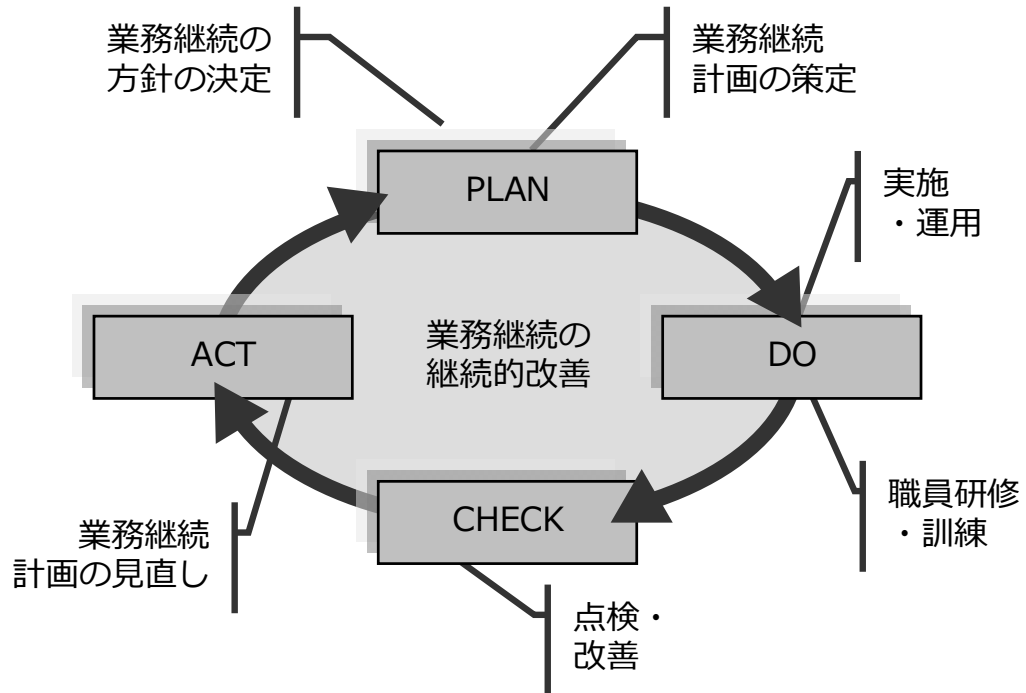 業務継続の
方針の決定
業務継続
計画の策定
PLAN
実施
・運用
ACT
業務継続の
継続的改善
DO
CHECK
職員研修
・訓練
業務継続
計画の見直し
点検・
改善